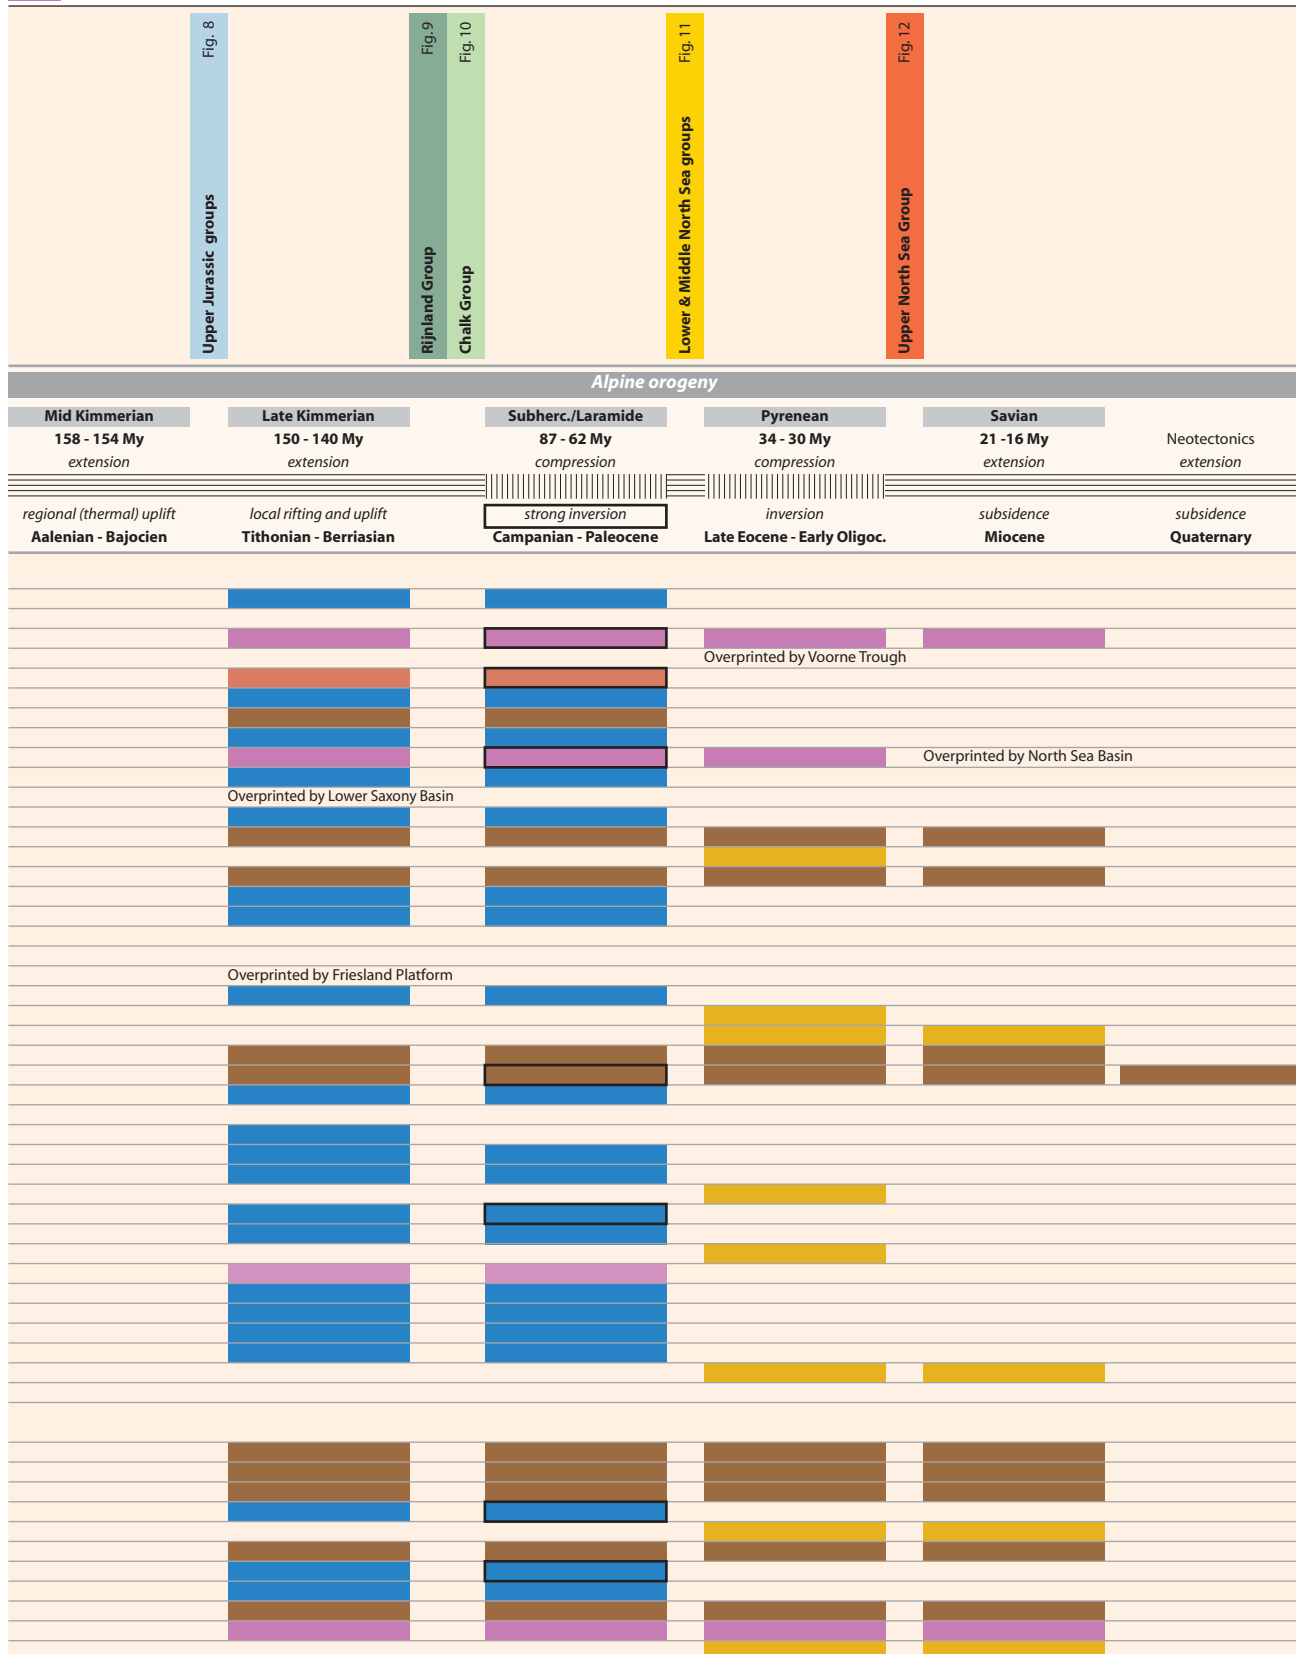 Upper Jurassic groups Fig. 8
Rijnland Group Fig. 9
Chalk Group Fig. 10
Lower & Middle North Sea groups Fig. 11
Upper North Sea Group Fig. 12
Alpine orogeny
Mid Kimmerian Late Kimmerian Subherc./Laramide Pyrenean Savian
158 - 154 My 150 - 140 My 87 - 62 My 34 - 30 My 21 -16 My Neotectonics
extension extension compression compression extension extension
regional (thermal) uplift local rifting and uplift strong inversion inversion subsidence subsidence
Aalenian - Bajocien Tithonian - Berriasian Campanian - Paleocene Late Eocene - Early Oligoc. Miocene Quaternary
Overprinted by Voorne Trough
Overprinted by North Sea Basin
Overprinted by Lower Saxony Basin
Overprinted by Friesland Platform